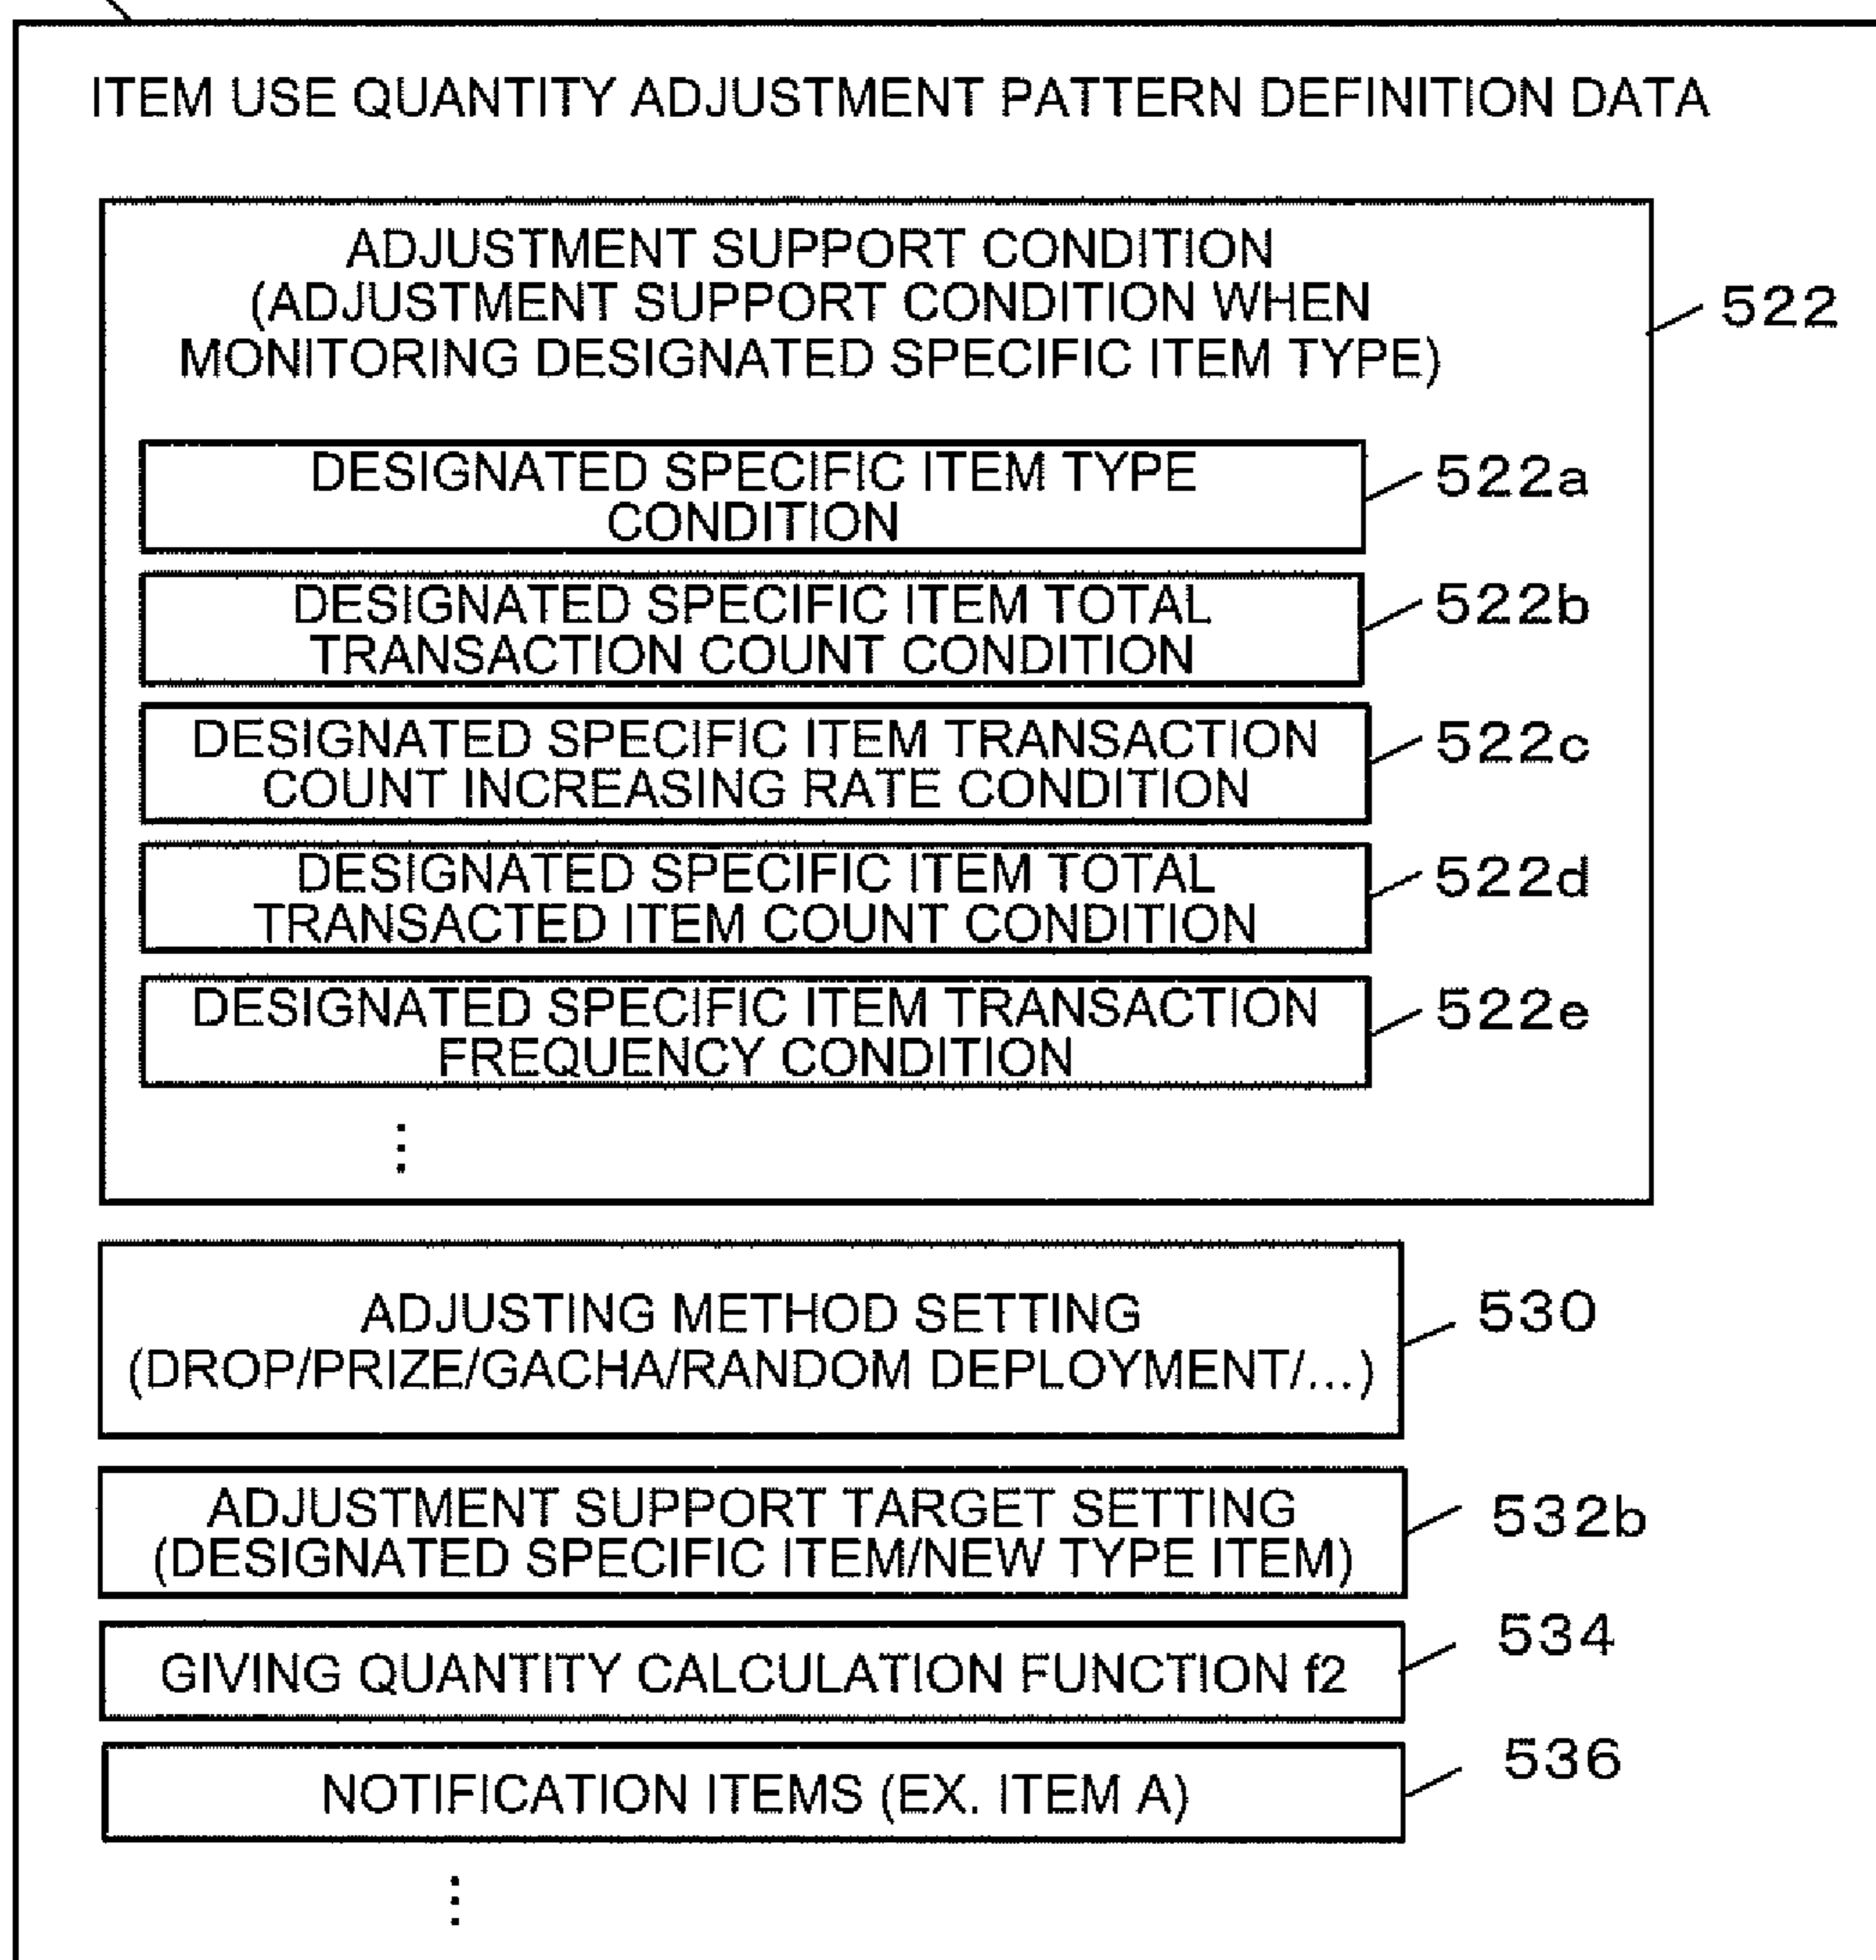 ITEM USE QUANTITY ADJUSTMENT PATTERN DEFINITION DATA
ADJUSTMENT SUPPORT CONDITION
(ADJUSTMENT SUPPORT CONDITION WHEN
MONITORING DESIGNATED SPECIFIC ITEM TYPE)
522
DESIGNATED SPECIFIC ITEM TYPE
CONDITION
522a
DESIGNATED SPECIFIC ITEM TOTAL
TRANSACTION COUNT CONDITION
522b
DESIGNATED SPECIFIC ITEM TRANSACTION
COUNT INCREASING RATE CONDITION
522c
DESIGNATED SPECIFIC ITEM TOTAL
TRANSACTED ITEM COUNT CONDITION
522d
DESIGNATED SPECIFIC ITEM TRANSACTION
FREQUENCY CONDITION
522e
⋮
ADJUSTING METHOD SETTING
(DROP/PRIZE/GACHA/RANDOM DEPLOYMENT/...)
530
ADJUSTMENT SUPPORT TARGET SETTING
(DESIGNATED SPECIFIC ITEM/NEW TYPE ITEM)
532b
GIVING QUANTITY CALCULATION FUNCTION f2
534
NOTIFICATION ITEMS (EX. ITEM A)
536
⋮